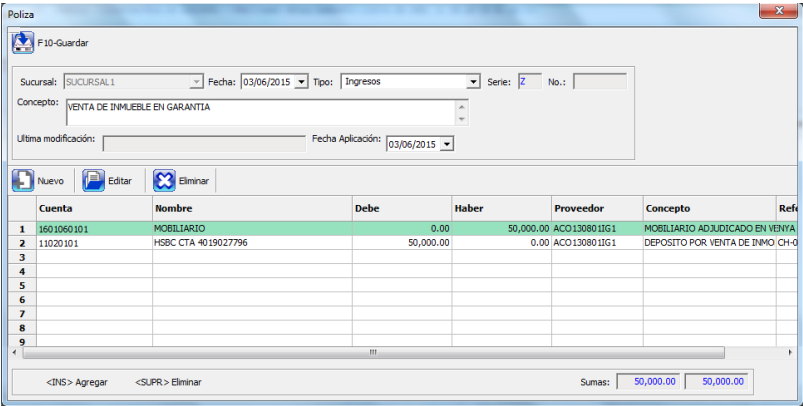 Poliza
F10-Guardar
Sucursal: SUCURSAL1 Fecha: 03/06/2015 Tipo: Ingresos Serie: Z No.:
Concepto: VENTA DE INMUEBLE EN GARANTIA
Ultima modificación: Fecha Aplicación: 03/06/2015
Nuevo Editar Eliminar
Cuenta Nombre Debe Haber Proveedor Concepto Refe
1 1601060101 MOBILIARIO 0.00 50,000.00 ACO130801IG1 MOBILIARIO ADJUDICADO EN VENYA
2 11020101 HSBC CTA 4019027796 50,000.00 0.00 ACO130801IG1 DEPOSITO POR VENTA DE INMO CH-0
3
4
5
6
7
8
9
<INS> Agregar <SUPR> Eliminar Sumas: 50,000.00 50,000.00